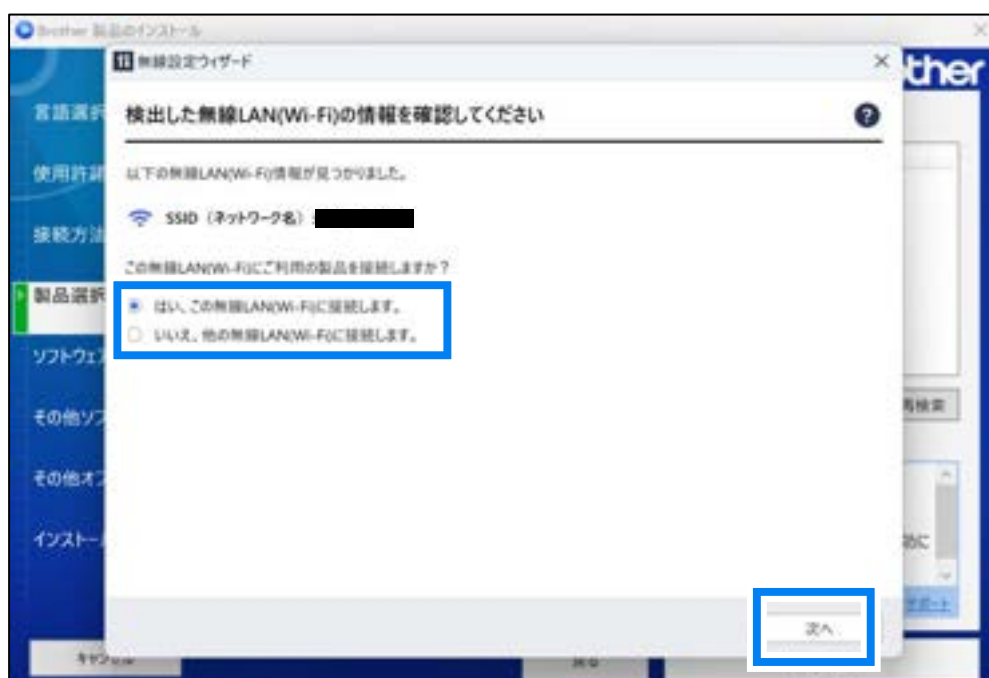 Brother 製品のインストール
無線設定ウィザード
ther
検出した無線LAN(Wi-Fi)の情報を確認してください
?
言語選択
使用許諾
以下の無線LAN(Wi-Fi)情報が見つかりました。
SSID（ネットワーク名）:
接続方法
この無線LAN(Wi-Fi)にご利用の製品を接続しますか？
製品選択
はい、この無線LAN(Wi-Fi)に接続します。
いいえ、他の無線LAN(Wi-Fi)に接続します。
ソフトウェア
その他ソフ
再検索
その他オフ
インストール
効に
サポート
次へ
キャンセル
戻る